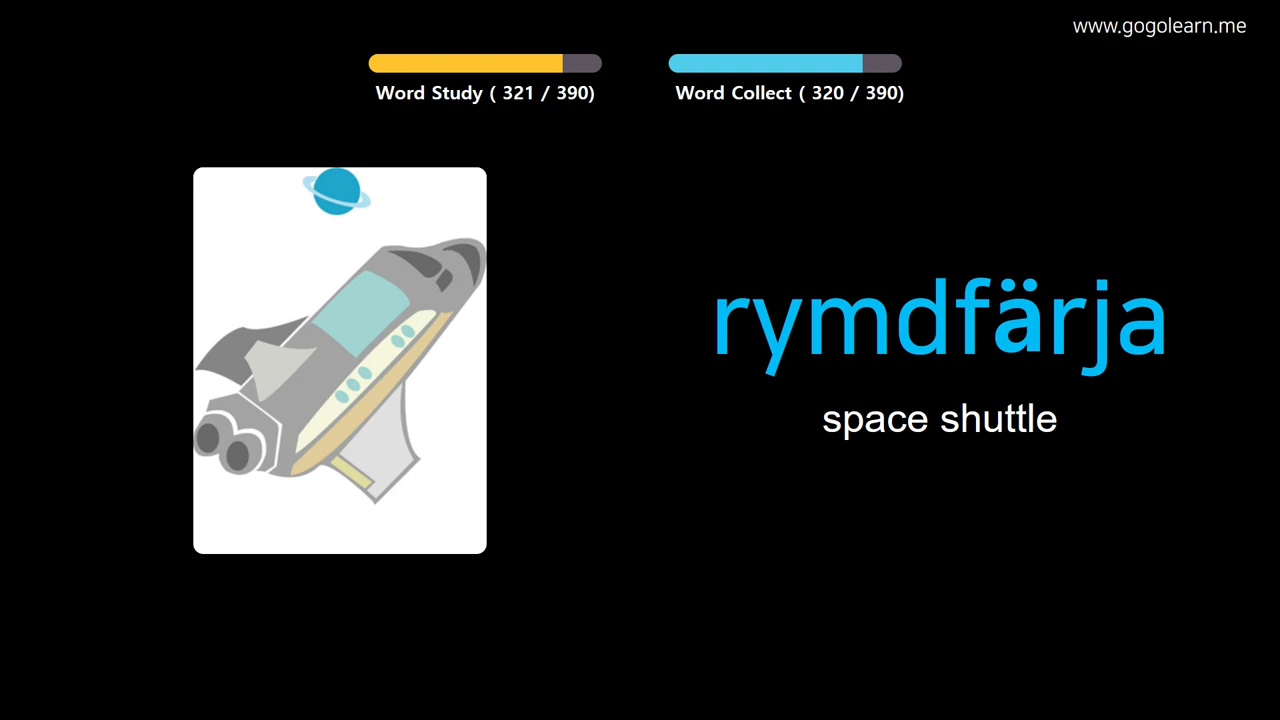 www.gogolearn.me
Word Study ( 321 / 390)
Word Collect ( 320 / 390)
rymdfärja
space shuttle